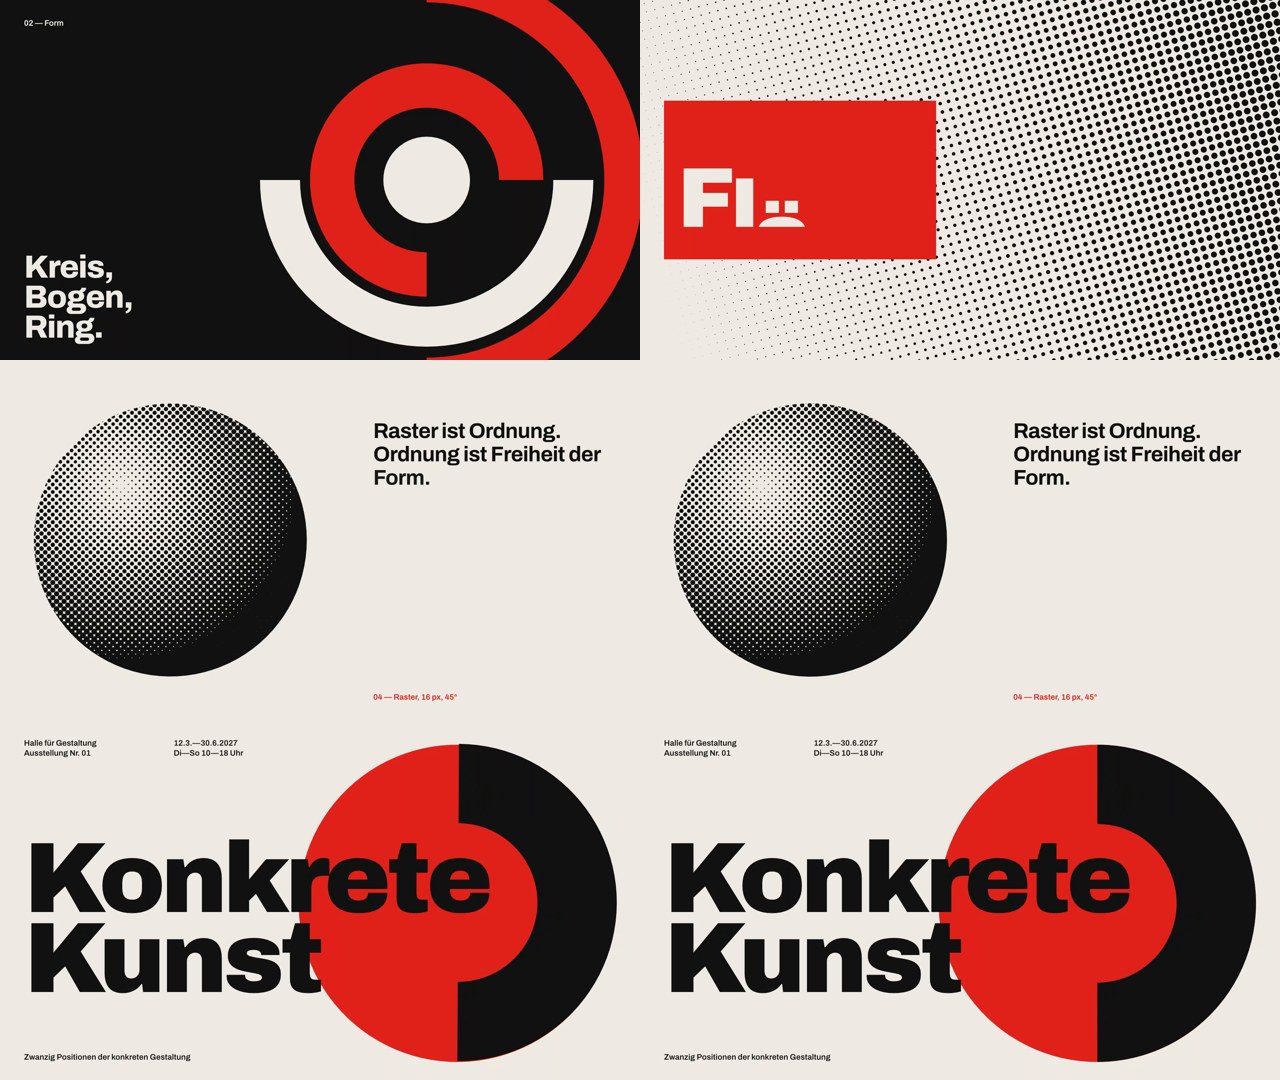 02 — Form
Kreis,
Bogen,
Ring.
Raster ist Ordnung.
Ordnung ist Freiheit der
Form.
04 — Raster, 16 px, 45°
Raster ist Ordnung.
Ordnung ist Freiheit der
Form.
04 — Raster, 16 px, 45°
Halle für Gestaltung
Ausstellung Nr. 01
12.3.—30.6.2027
Di—So 10—18 Uhr
Konkrete
Kunst
Zwanzig Positionen der konkreten Gestaltung
Halle für Gestaltung
Ausstellung Nr. 01
12.3.—30.6.2027
Di—So 10—18 Uhr
Konkrete
Kunst
Zwanzig Positionen der konkreten Gestaltung